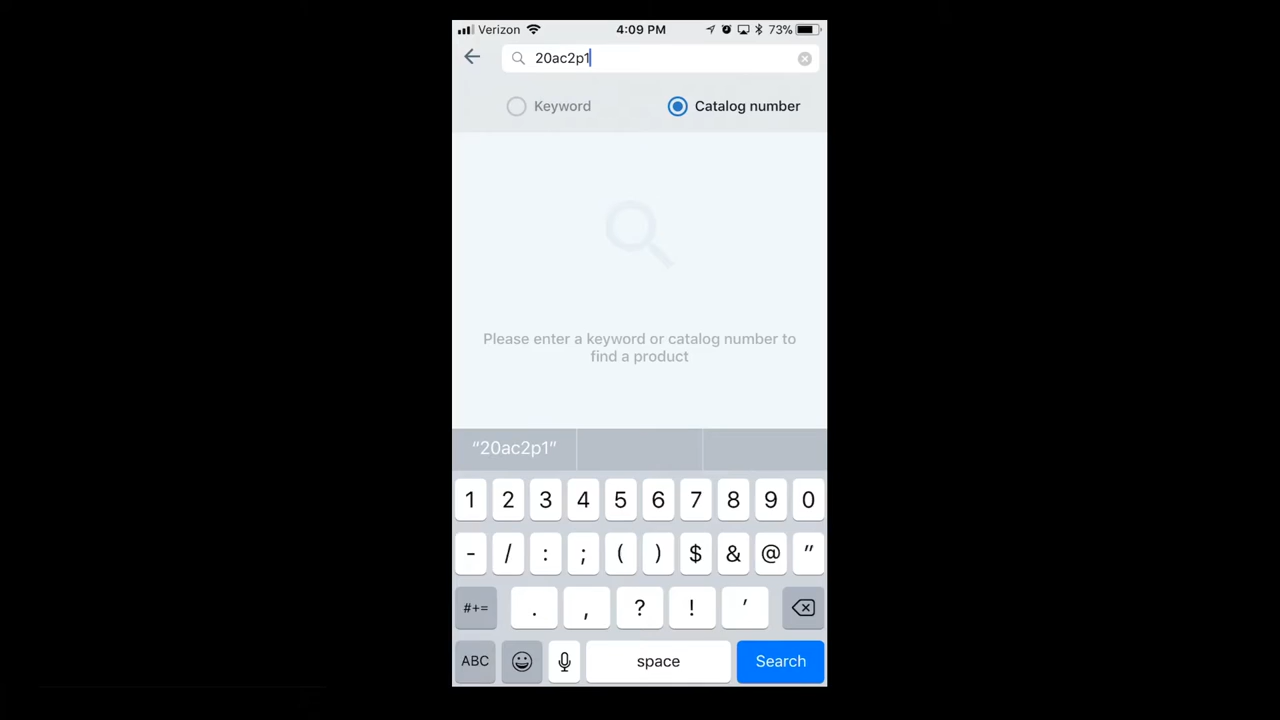 Verizon 4:09 PM 73%
20ac2p1
Keyword Catalog number
Please enter a keyword or catalog number to
find a product
“20ac2p1”
1 2 3 4 5 6 7 8 9 0
- / : ; ( ) $ & @ "
#+= . , ? ! '
ABC space Search